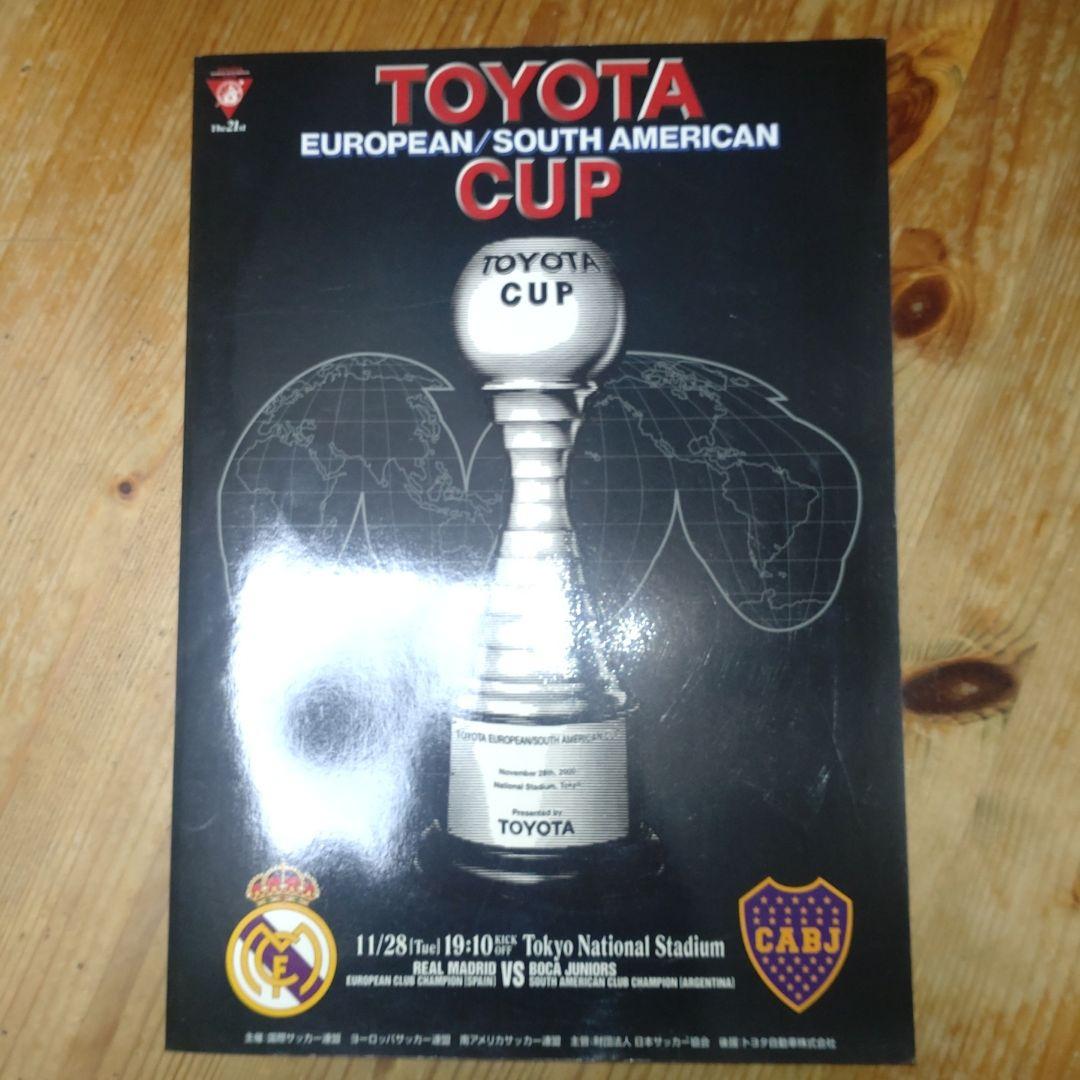 The 21st
TOYOTA
EUROPEAN/SOUTH AMERICAN
CUP
TOYOTA
CUP
TOYOTA EUROPEAN/SOUTH AMERICAN CUP
November 28th, 2000
National Stadium, Tokyo
Presented by
TOYOTA
11/28 [Tue] 19:10 KICK OFF Tokyo National Stadium
REAL MADRID VS BOCA JUNIORS
EUROPEAN CLUB CHAMPION [SPAIN] SOUTH AMERICAN CLUB CHAMPION [ARGENTINA]
CABJ
主催 国際サッカー連盟 ヨーロッパサッカー連盟 南アメリカサッカー連盟 主管 財団法人 日本サッカー協会 後援 トヨタ自動車株式会社